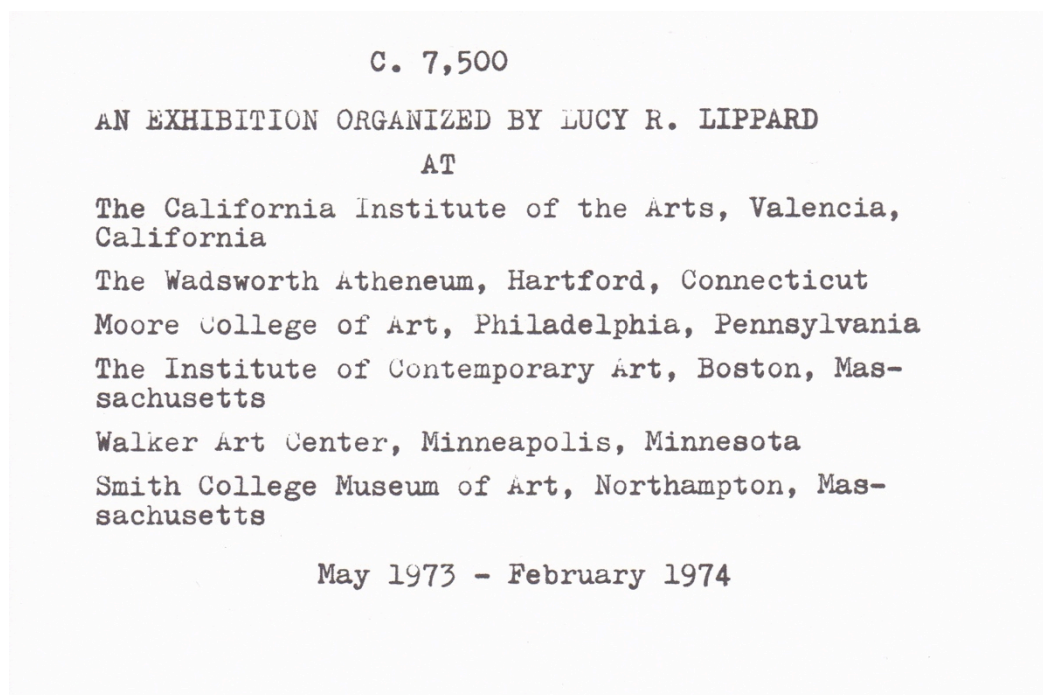 C. 7,500
AN EXHIBITION ORGANIZED BY LUCY R. LIPPARD
AT
The California Institute of the Arts, Valencia,
California
The Wadsworth Atheneum, Hartford, Connecticut
Moore College of Art, Philadelphia, Pennsylvania
The Institute of Contemporary Art, Boston, Mas-
sachusetts
Walker Art Center, Minneapolis, Minnesota
Smith College Museum of Art, Northampton, Mas-
sachusetts
May 1973 - February 1974